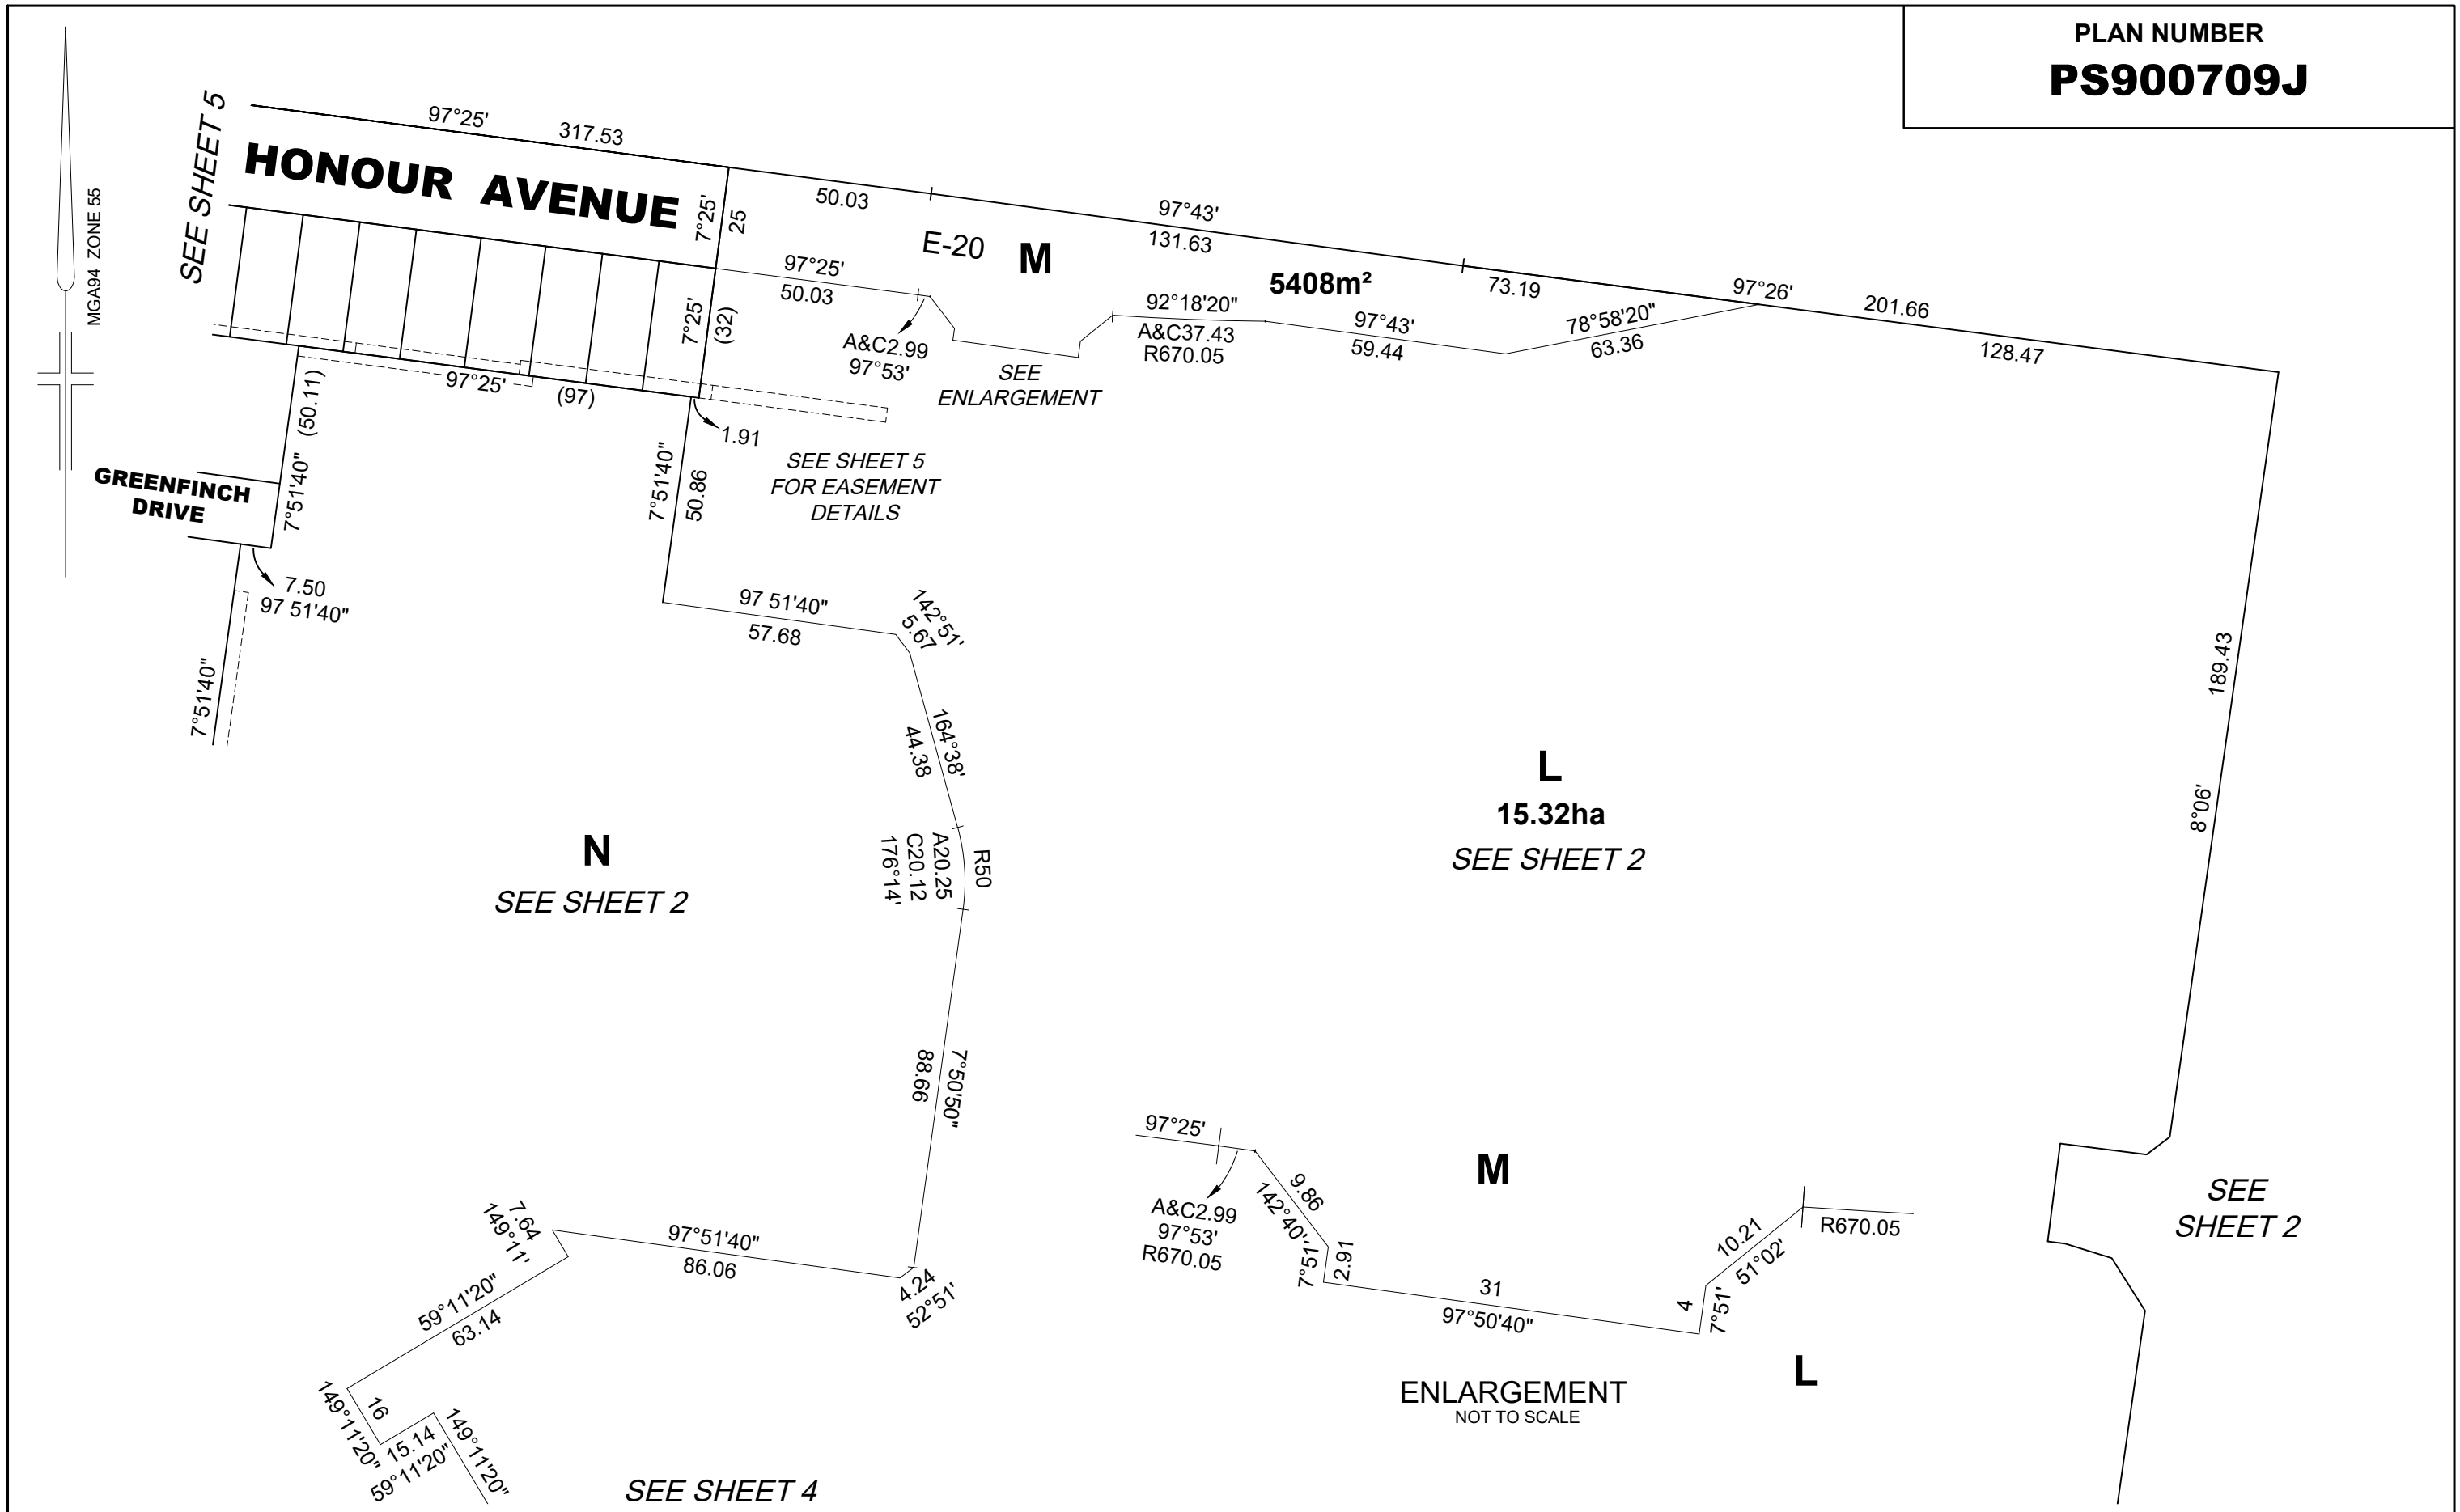 PLAN NUMBER
PS900709J
MGA94 ZONE 55
SEE SHEET 5
97°25'
317.53
HONOUR AVENUE
7°25'
25
50.03
97°43'
131.63
E-20
M
5408m²
73.19
97°26'
201.66
128.47
97°25'
50.03
A&C2.99
97°53'
SEE
ENLARGEMENT
92°18'20"
A&C37.43
R670.05
97°43'
59.44
78°58'20"
63.36
7°25'
(32)
97°25'
(97)
1.91
SEE SHEET 5
FOR EASEMENT
DETAILS
7°51'40"
(50.11)
GREENFINCH
DRIVE
7.50
97 51'40"
7°51'40"
7°51'40"
50.86
97 51'40"
57.68
142°51'
5.67
164°38'
44.38
R50
A20.25
C20.12
176°14'
N
SEE SHEET 2
L
15.32ha
SEE SHEET 2
189.43
8°06'
7°50'50"
88.66
97°51'40"
86.06
4.24
52°51'
7.64
149°11'
59°11'20"
63.14
16
149°11'20"
15.14
59°11'20"
149°11'20"
SEE SHEET 4
97°25'
A&C2.99
97°53'
R670.05
9.86
142°40'
7°51'
2.91
M
31
97°50'40"
4
7°51'
10.21
51°02'
R670.05
L
ENLARGEMENT
NOT TO SCALE
SEE
SHEET 2